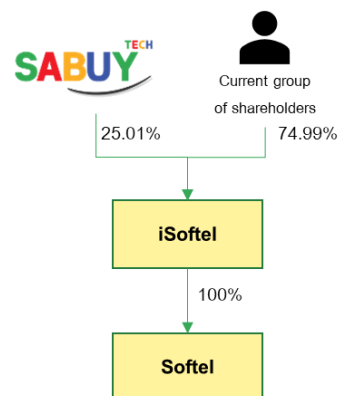 SABUY TECH
Current group
of shareholders
25.01%
74.99%
iSoftel
100%
Softel